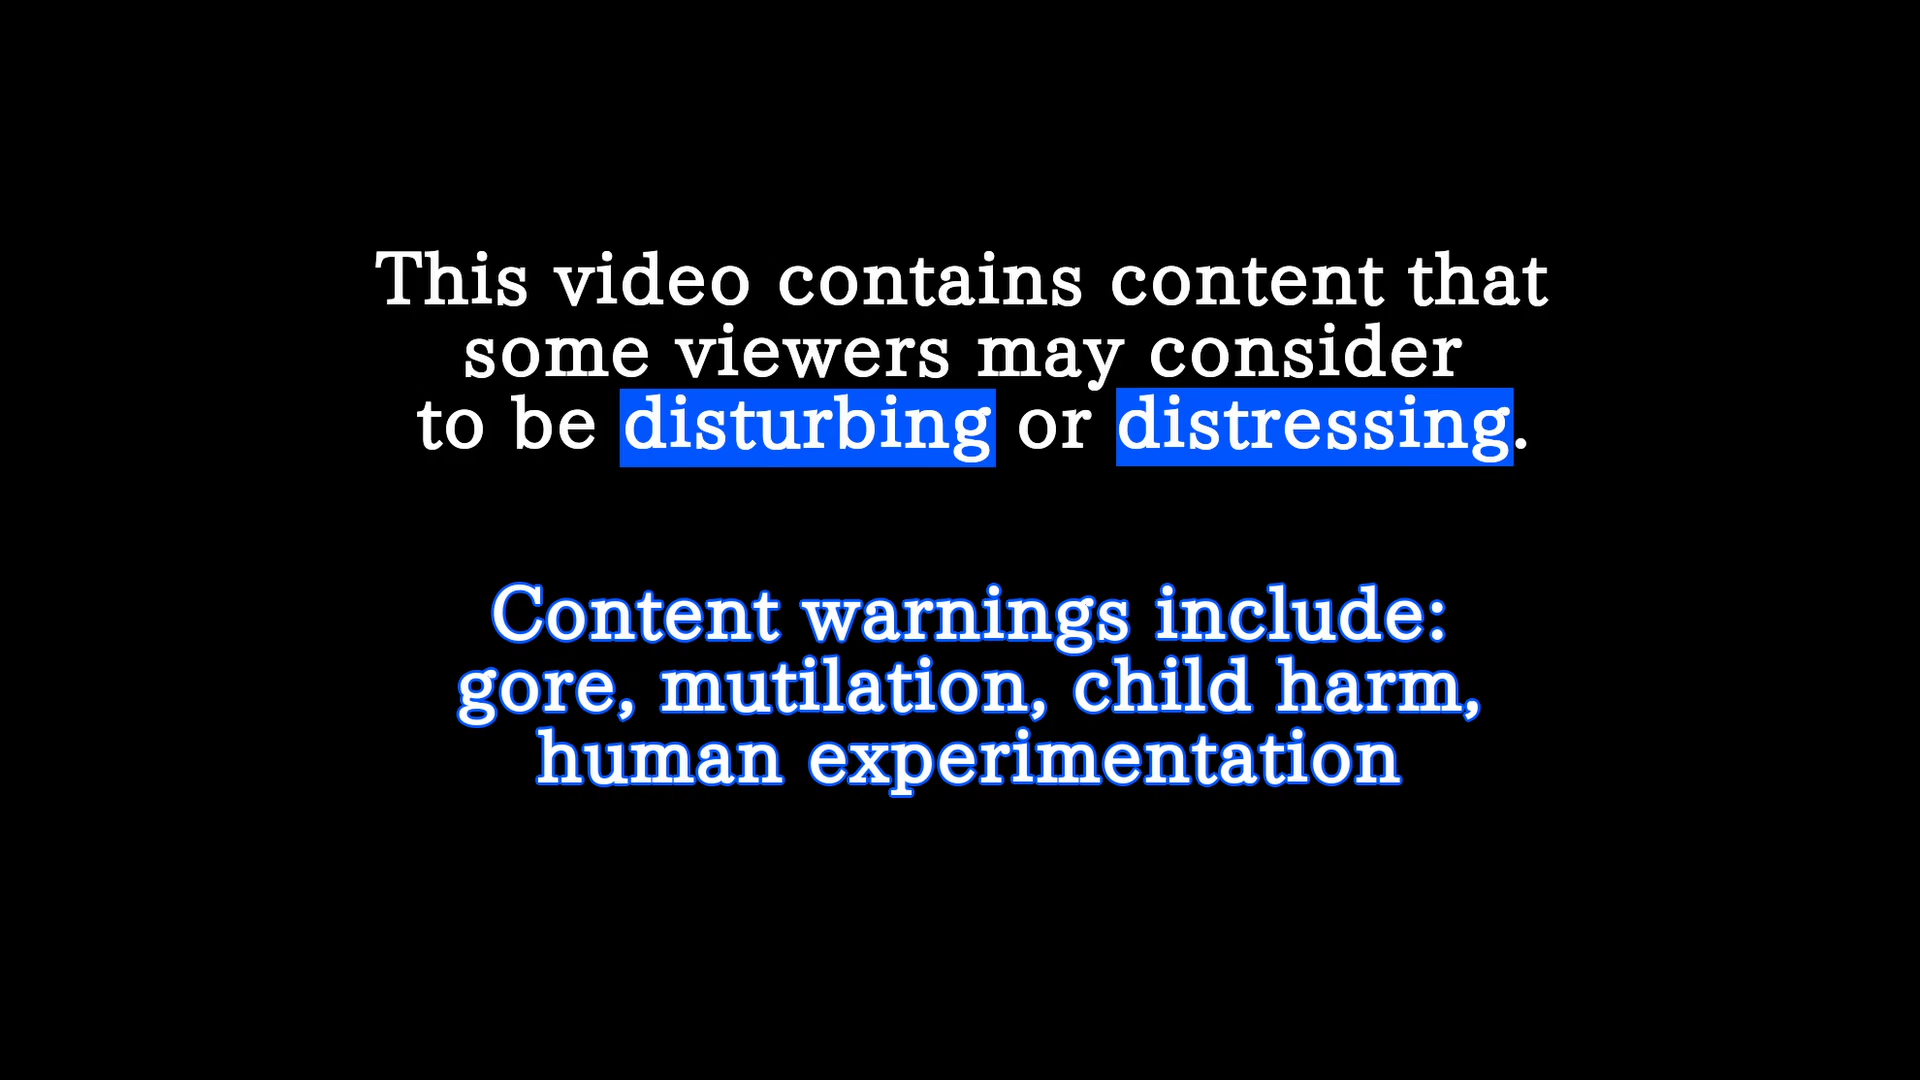 This video contains content that
some viewers may consider
to be disturbing or distressing.
Content warnings include:
gore, mutilation, child harm,
human experimentation